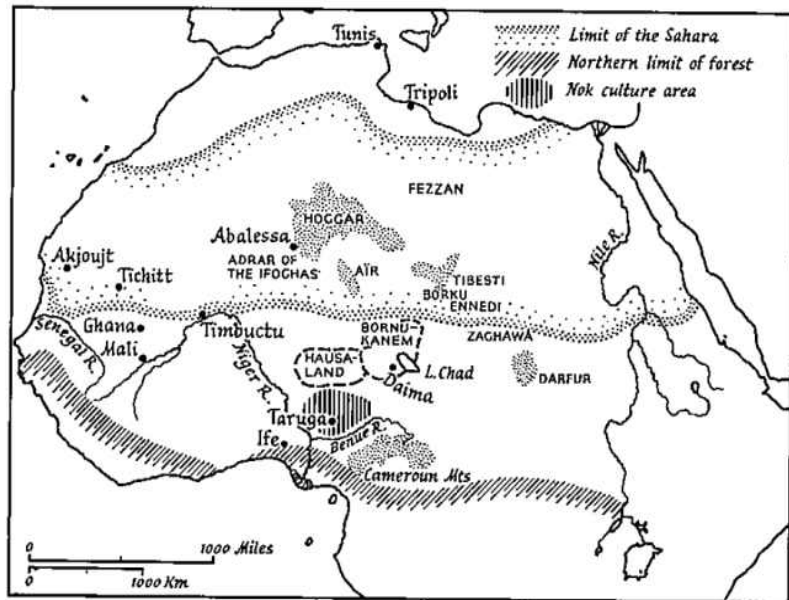 Tunis
Limit of the Sahara
Northern limit of forest
Nok culture area
Tripoli
FEZZAN
HOGGAR
Abalessa
ADRAR OF
THE IFOGHAS
AÏR
TIBESTI
BORKU
ENNEDI
Nile R.
Akjoujt
Tichitt
Ghana
Mali
Senegal R.
Timbuctu
Niger R.
BORNU-
KANEM
ZAGHAWA
HAUSA-
LAND
Daima
L. Chad
DARFUR
Taruga
Ife
Benue R.
Cameroun Mts
0
1000 Miles
0
1000 Km